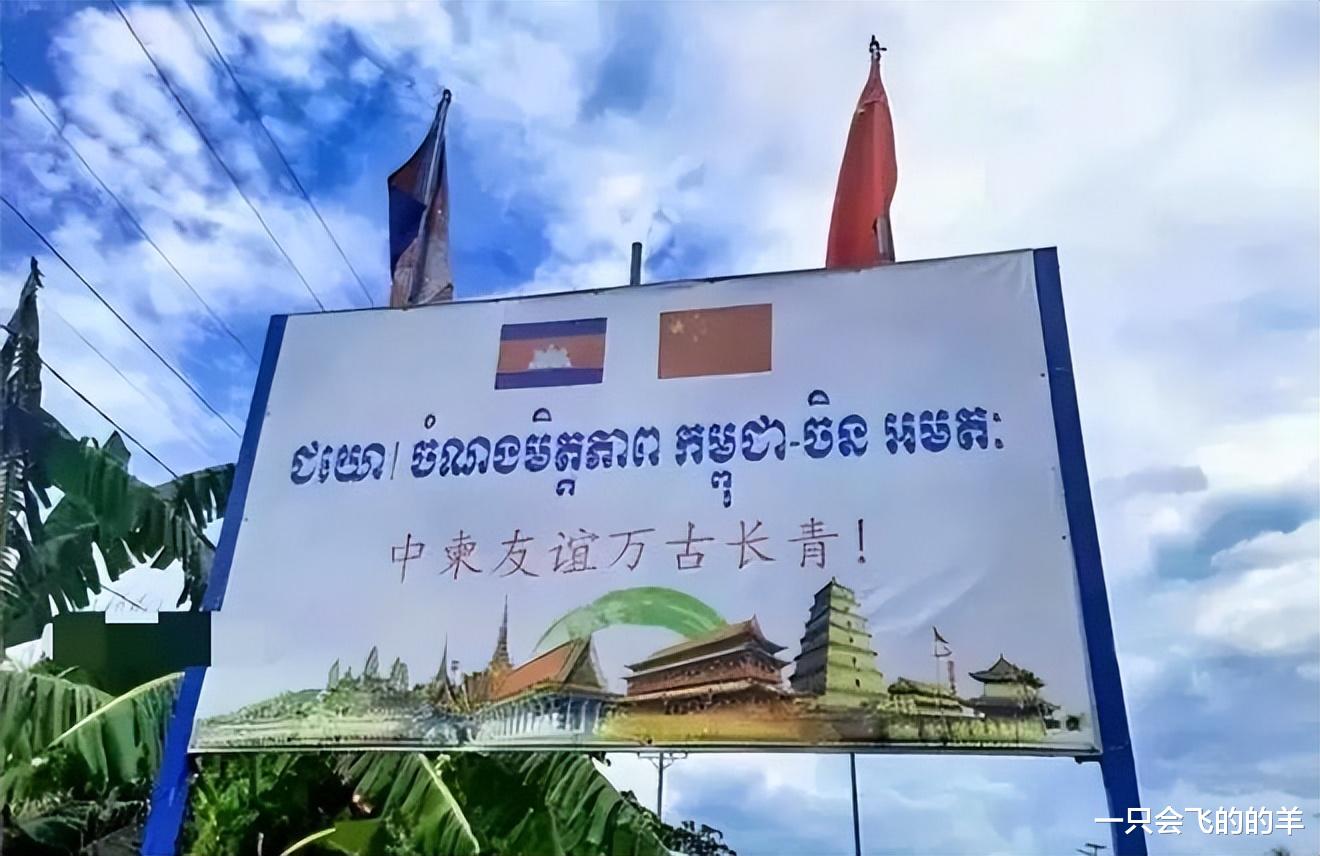 ជយោ! ចំណងមិត្តភាព កម្ពុជា-ចិន អមតៈ
中柬友谊万古长青!
一只会飞的的羊